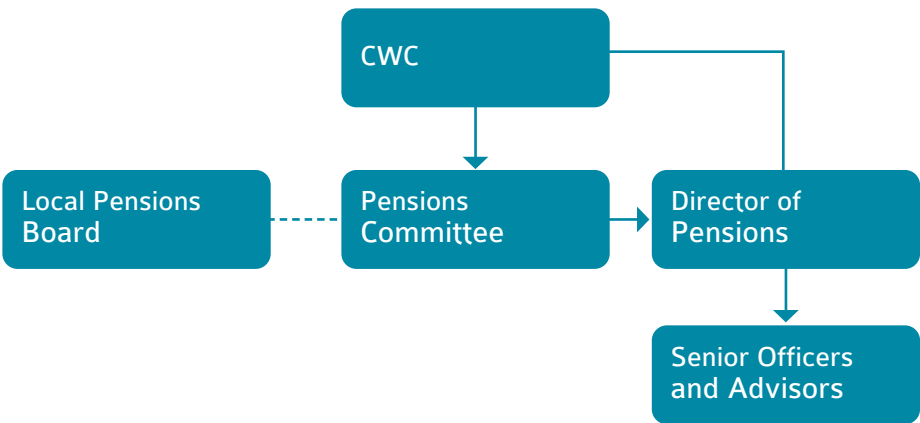 CWC
Local Pensions
Board
Pensions
Committee
Director of
Pensions
Senior Officers
and Advisors